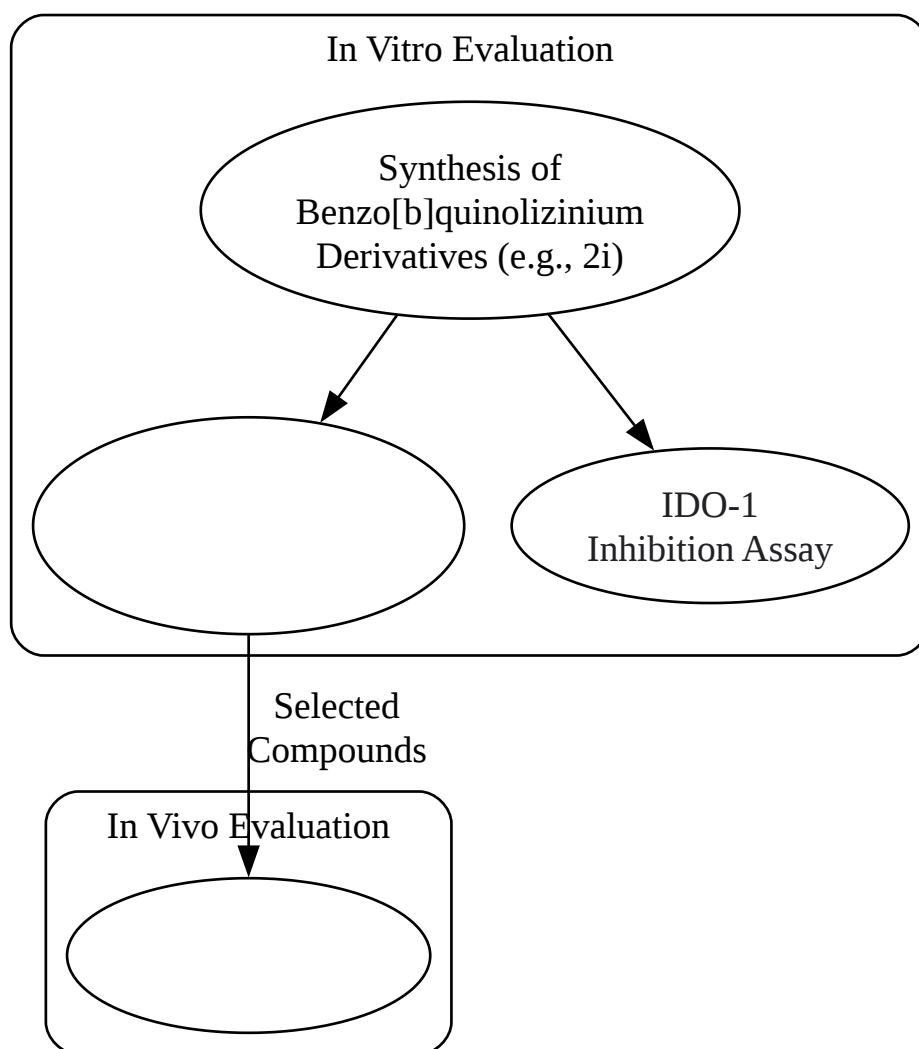 In Vitro Evaluation
Synthesis of
Benzo[b]quinolizinium
Derivatives (e.g., 2i)
IDO-1
Inhibition Assay
Selected
Compounds
In Vivo Evaluation